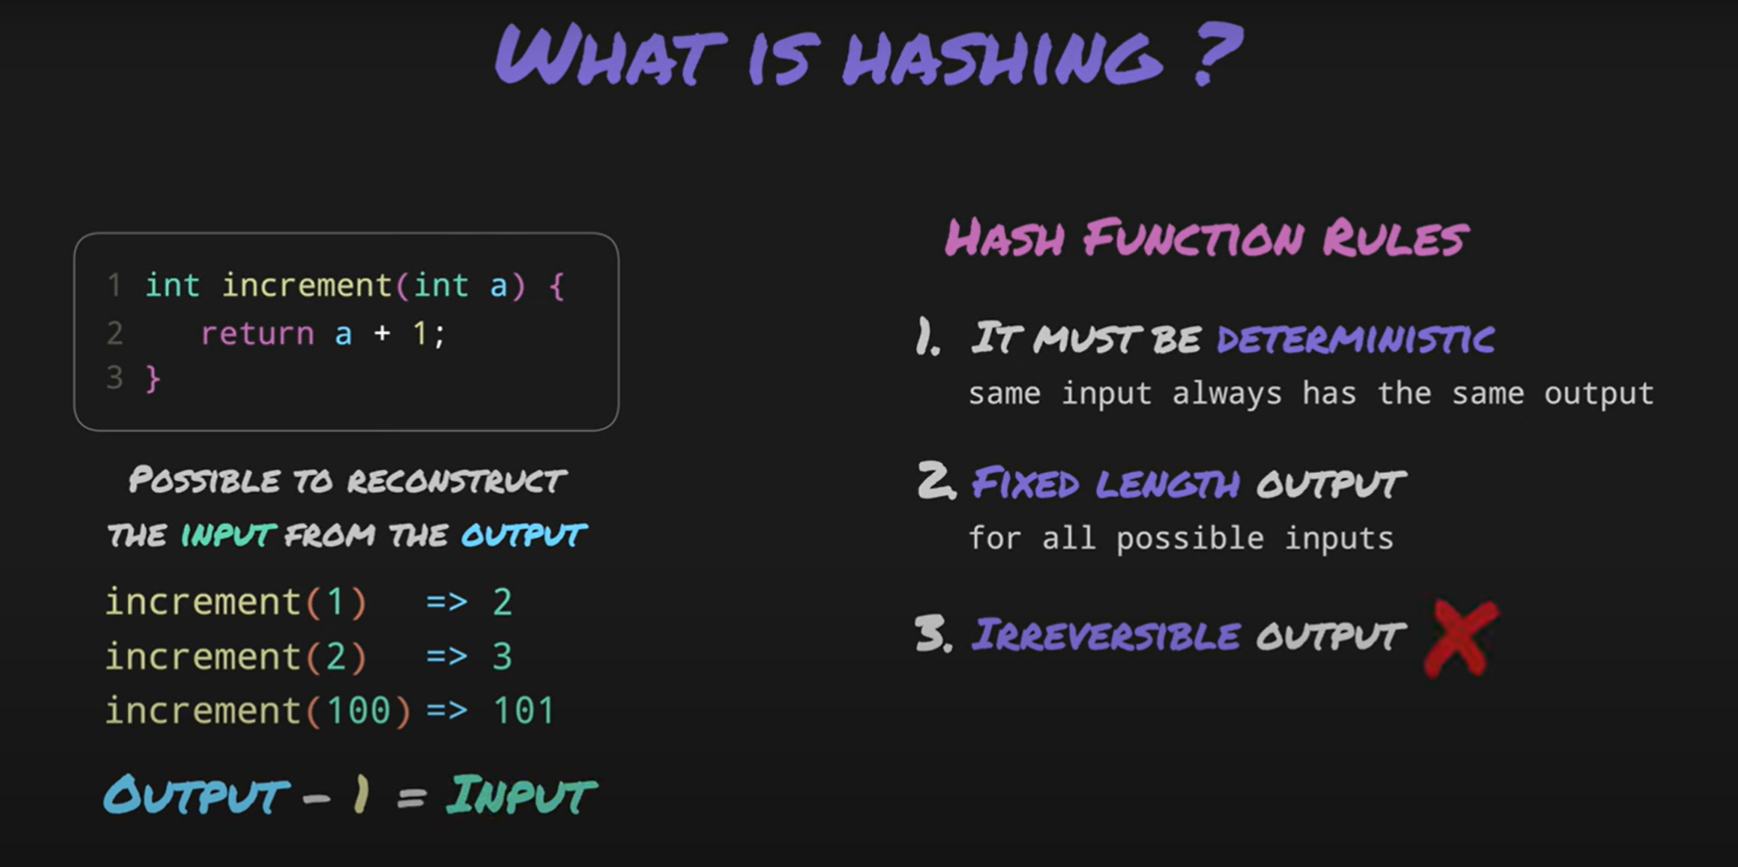 WHAT IS HASHING ?
1 int increment(int a) {
2 return a + 1;
3 }
POSSIBLE TO RECONSTRUCT
THE INPUT FROM THE OUTPUT
increment(1) => 2
increment(2) => 3
increment(100) => 101
OUTPUT - 1 = INPUT
HASH FUNCTION RULES
1. IT MUST BE DETERMINISTIC
same input always has the same output
2. FIXED LENGTH OUTPUT
for all possible inputs
3. IRREVERSIBLE OUTPUT